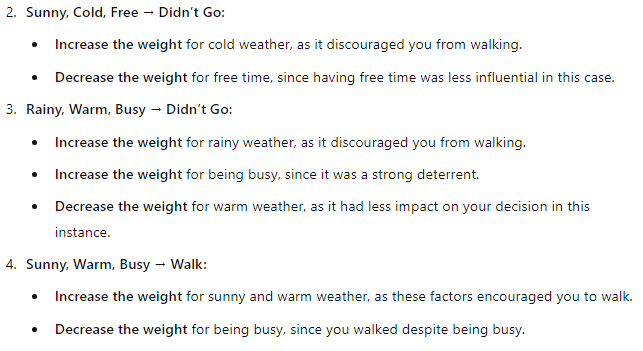 2. Sunny, Cold, Free → Didn't Go:
• Increase the weight for cold weather, as it discouraged you from walking.
• Decrease the weight for free time, since having free time was less influential in this case.
3. Rainy, Warm, Busy → Didn't Go:
• Increase the weight for rainy weather, as it discouraged you from walking.
• Increase the weight for being busy, since it was a strong deterrent.
• Decrease the weight for warm weather, as it had less impact on your decision in this
instance.
4. Sunny, Warm, Busy → Walk:
• Increase the weight for sunny and warm weather, as these factors encouraged you to walk.
• Decrease the weight for being busy, since you walked despite being busy.